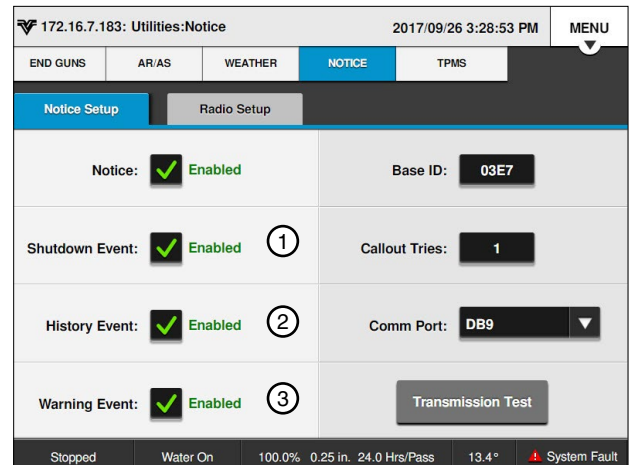 172.16.7.183: Utilities:Notice 2017/09/26 3:28:53 PM MENU
END GUNS AR/AS WEATHER NOTICE TPMS
Notice Setup Radio Setup
Notice: Enabled Base ID: 03E7
Shutdown Event: Enabled 1 Callout Tries: 1
History Event: Enabled 2 Comm Port: DB9
Warning Event: Enabled 3 Transmission Test
Stopped Water On 100.0% 0.25 in. 24.0 Hrs/Pass 13.4° System Fault